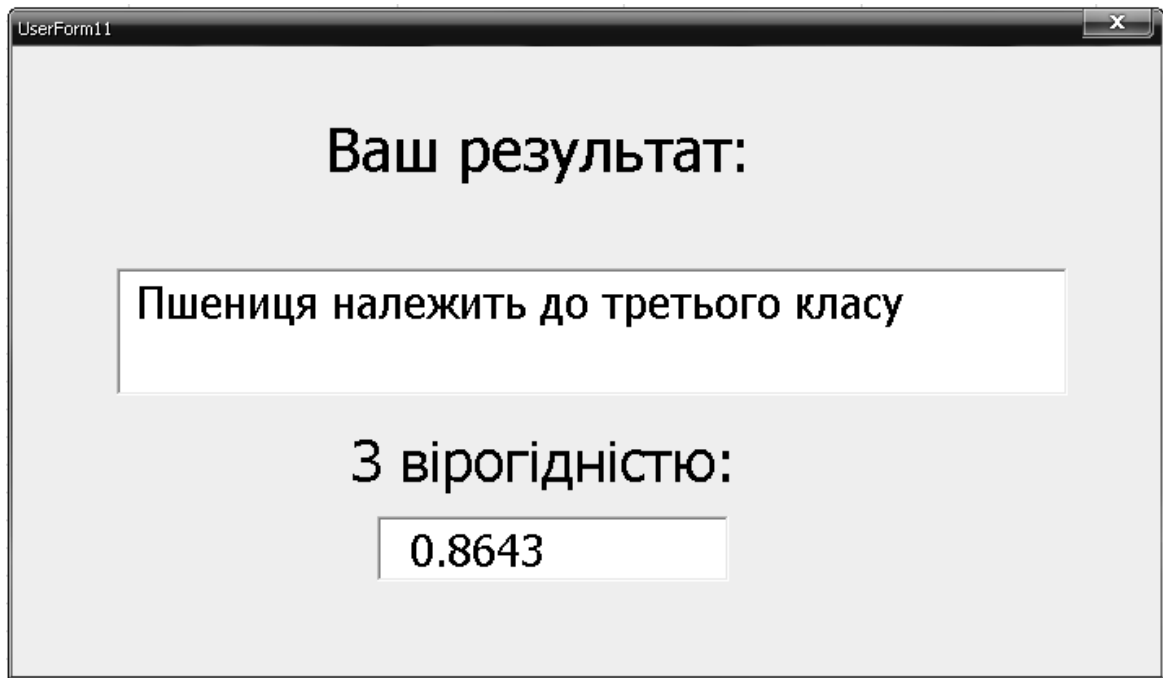 UserForm11
Ваш результат:
Пшениця належить до третього класу
З вірогідністю:
0.8643